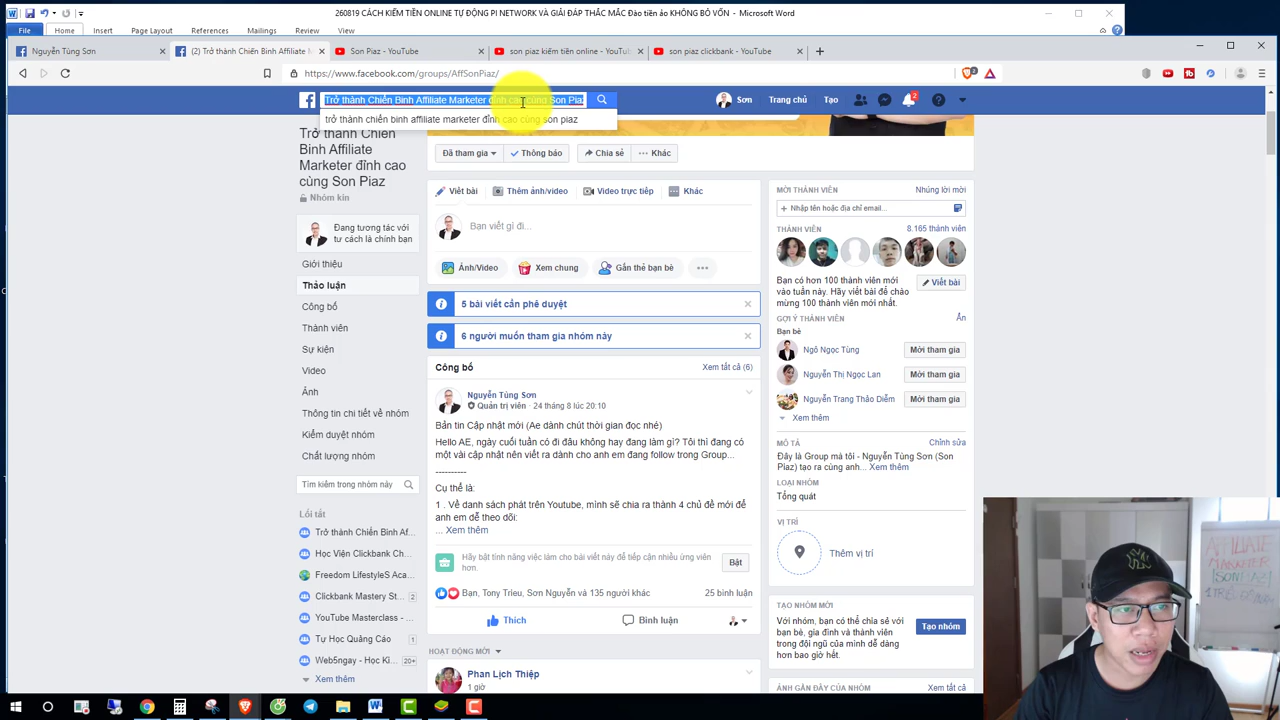 260819 CÁCH KIẾM TIỀN ONLINE TỰ ĐỘNG PI NETWORK VÀ GIẢI ĐÁP THẮC MẮC Đào tiền ảo KHÔNG BỎ VỐN - Microsoft Word
File Home Insert Page Layout References Mailings Review View
Nguyễn Tùng Sơn
(2) Trở thành Chiến Binh Affiliate M
Son Piaz - YouTube
son piaz kiếm tiền online - YouTub
son piaz clickbank - YouTube
https://www.facebook.com/groups/AffSonPiaz/
2
Trở thành Chiến Binh Affiliate Marketer đỉnh cao cùng Son Piaz
Sơn Trang chủ Tạo 2
trở thành chiến binh affiliate marketer đỉnh cao cùng son piaz
Trở thành Chiến
Binh Affiliate
Marketer đỉnh cao
cùng Son Piaz
Nhóm kín
Đang tương tác với
tư cách là chính bạn
Giới thiệu
Thảo luận
Công bố
Thành viên
Sự kiện
Video
Ảnh
Thông tin chi tiết về nhóm
Kiểm duyệt nhóm
Chất lượng nhóm
Tìm kiếm trong nhóm này
Lối tắt
Trở thành Chiến Binh Af...
Học Viện Clickbank Ch...
Freedom LifestyleS Aca...
Clickbank Mastery St... 2
YouTube Masterclass - ...
Tự Học Quảng Cáo 1
Web5ngay - Học Kỉ... 20+
Xem thêm
Đã tham gia Thông báo Chia sẻ Khác
Viết bài Thêm ảnh/video Video trực tiếp Khác
Bạn viết gì đi...
Ảnh/Video Xem chung Gắn thẻ bạn bè
5 bài viết cần phê duyệt
6 người muốn tham gia nhóm này
Công bố Xem tất cả (6)
Nguyễn Tùng Sơn
Quản trị viên · 24 tháng 8 lúc 20:10
Bản tin Cập nhật mới (Ae dành chút thời gian đọc nhé)
Hello AE, ngày cuối tuần có đi đâu không hay đang làm gì? Tôi thì đang có
một vài cập nhật nên viết ra dành cho anh em đang follow trong Group...
----------
Cụ thể là:
1 . Về danh sách phát trên Youtube, mình sẽ chia ra thành 4 chủ đề mới để
anh em dễ theo dõi:
... Xem thêm
Hãy bật tính năng việc làm cho bài viết này để tiếp cận nhiều ứng viên
hơn.
Bật
Bạn, Tony Trieu, Sơn Nguyễn và 135 người khác 25 bình luận
Thích Bình luận
HOẠT ĐỘNG MỚI
Phan Lịch Thiệp
1 giờ
MỜI THÀNH VIÊN Nhúng lời mời
Nhập tên hoặc địa chỉ email...
THÀNH VIÊN 8.165 thành viên
Bạn có hơn 100 thành viên mới
vào tuần này. Hãy viết bài để chào
mừng 100 thành viên mới nhất.
Viết bài
GỢI Ý THÀNH VIÊN Ẩn
Bạn bè
Ngô Ngọc Tùng Mời tham gia
Nguyễn Thị Ngọc Lan Mời tham gia
Nguyễn Trang Thảo Diễm Mời tham gia
Xem thêm
MÔ TẢ Chỉnh sửa
Đây là Group mà tôi - Nguyễn Tùng Sơn (Son
Piaz) tạo ra cùng anh... Xem thêm
LOẠI NHÓM
Tổng quát
VỊ TRÍ
Thêm vị trí
TẠO NHÓM MỚI
Với nhóm, bạn có thể chia sẻ với
bạn bè, gia đình và thành viên
trong đội ngũ của mình dễ dàng
hơn bao giờ hết.
Tạo nhóm
ẢNH GẦN ĐÂY CỦA NHÓM Xem tất cả
AFFILIATE
MARKETER
SONPIAZ